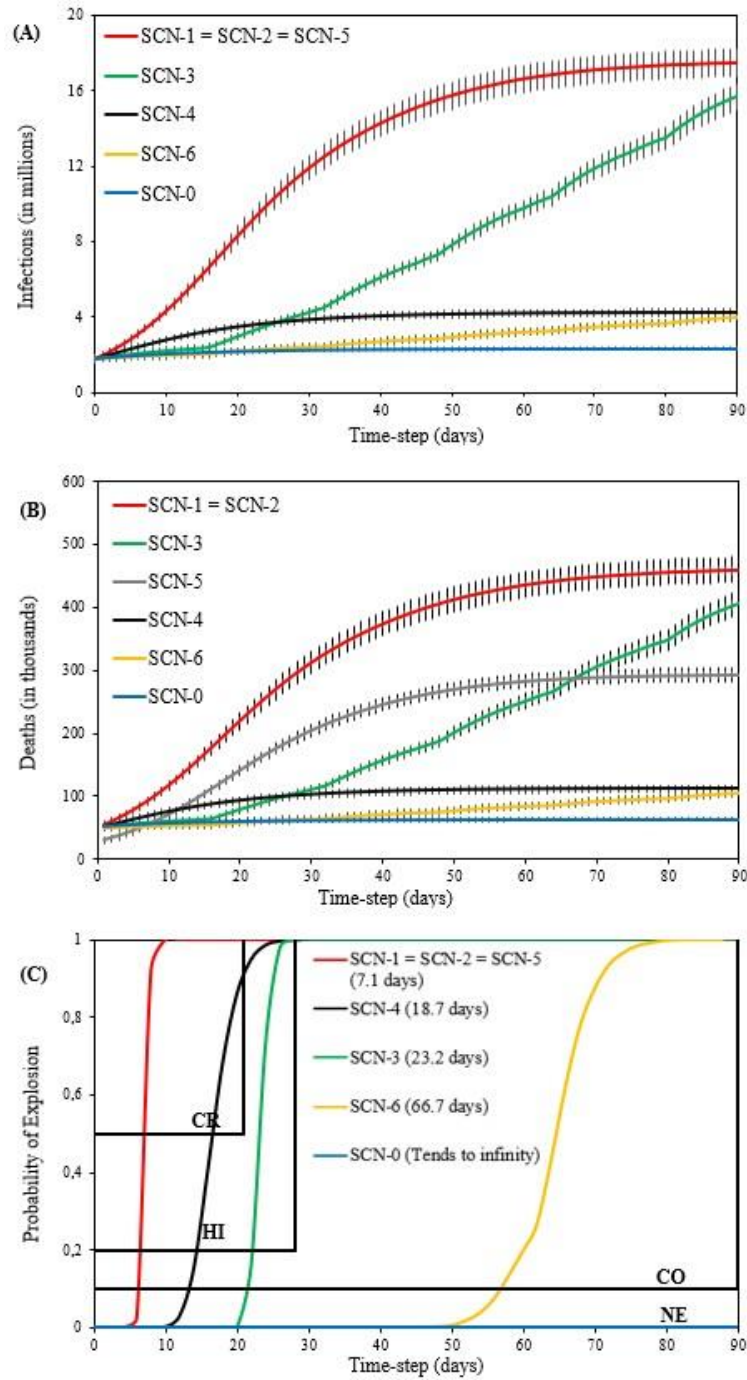 (A)
20
16
12
8
4
0
Infections (in millions)
SCN-1 = SCN-2 = SCN-5
SCN-3
SCN-4
SCN-6
SCN-0
0 10 20 30 40 50 60 70 80 90
Time-step (days)
(B)
600
500
400
300
200
100
0
Deaths (in thousands)
SCN-1 = SCN-2
SCN-3
SCN-5
SCN-4
SCN-6
SCN-0
0 10 20 30 40 50 60 70 80 90
Time-step (days)
(C)
1
0,8
0,6
0,4
0,2
0
Probability of Explosion
SCN-1 = SCN-2 = SCN-5
(7.1 days)
SCN-4 (18.7 days)
SCN-3 (23.2 days)
SCN-6 (66.7 days)
SCN-0 (Tends to infinity)
CR
HI
CO
NE
0 10 20 30 40 50 60 70 80 90
Time-step (days)